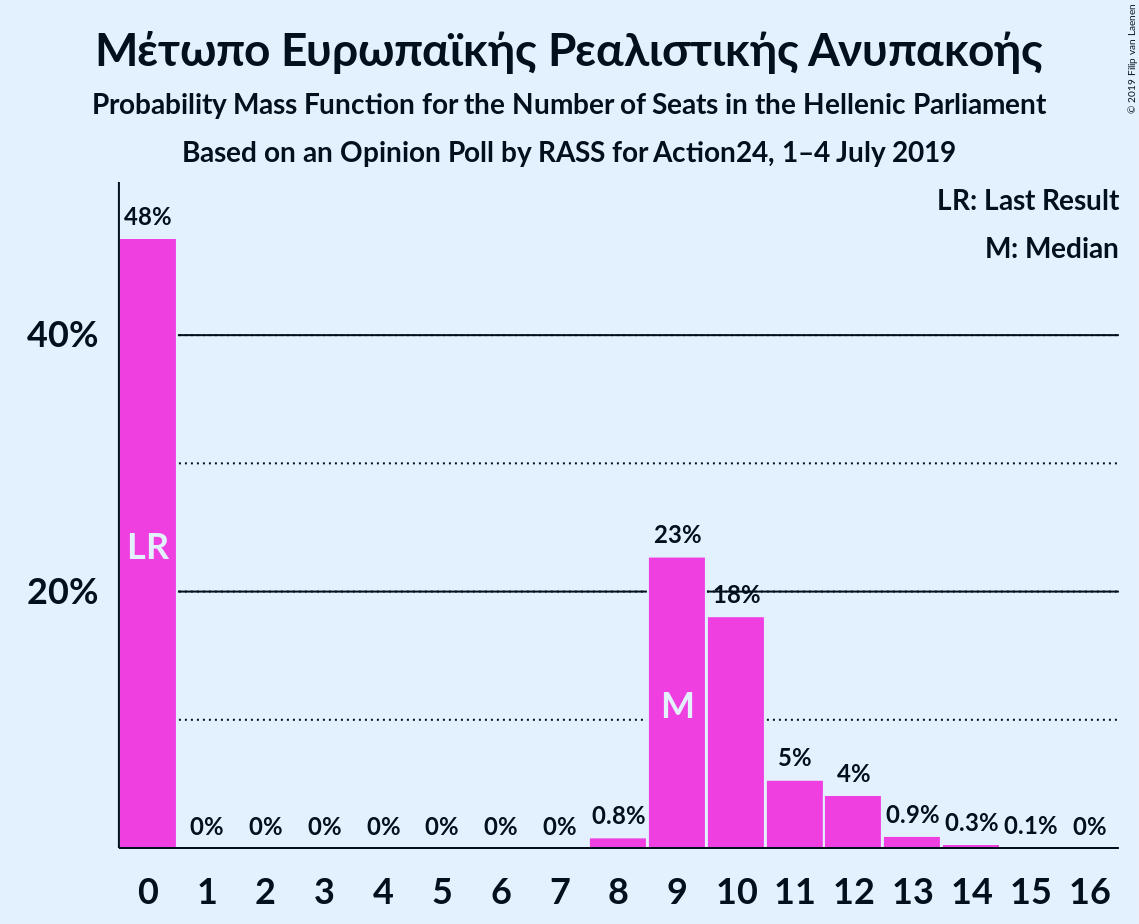 Μέτωπο Ευρωπαϊκής Ρεαλιστικής Ανυπακοής
Probability Mass Function for the Number of Seats in the Hellenic Parliament
Based on an Opinion Poll by RASS for Action24, 1–4 July 2019
© 2019 Filip van Laenen
LR: Last Result
M: Median
48%
40%
LR
23%
20%
18%
M
5%
4%
0% 0% 0% 0% 0% 0% 0% 0.8% 0.9% 0.3% 0.1% 0%
0 1 2 3 4 5 6 7 8 9 10 11 12 13 14 15 16